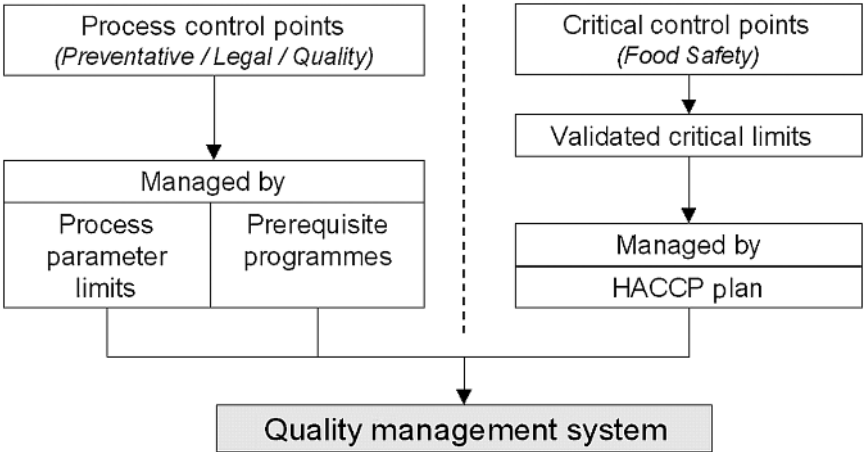 Process control points
(Preventative / Legal / Quality)
Managed by
Process
parameter
limits
Prerequisite
programmes
Critical control points
(Food Safety)
Validated critical limits
Managed by
HACCP plan
Quality management system